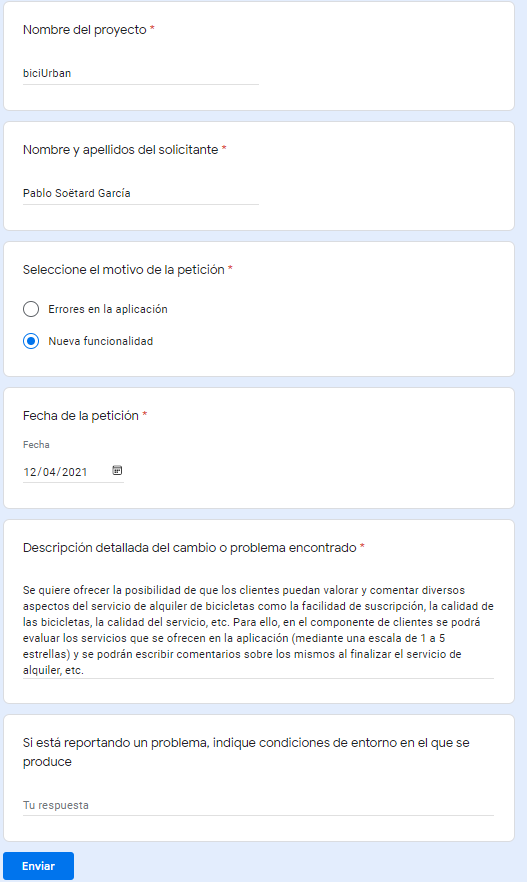 Nombre del proyecto *
biciUrban
Nombre y apellidos del solicitante *
Pablo Soëtard García
Seleccione el motivo de la petición *
Errores en la aplicación
Nueva funcionalidad
Fecha de la petición *
Fecha
12/04/2021
Descripción detallada del cambio o problema encontrado *
Se quiere ofrecer la posibilidad de que los clientes puedan valorar y comentar diversos
aspectos del servicio de alquiler de bicicletas como la facilidad de suscripción, la calidad de
las bicicletas, la calidad del servicio, etc. Para ello, en el componente de clientes se podrá
evaluar los servicios que se ofrecen en la aplicación (mediante una escala de 1 a 5
estrellas) y se podrán escribir comentarios sobre los mismos al finalizar el servicio de
alquiler, etc.
Si está reportando un problema, indique condiciones de entorno en el que se
produce
Tu respuesta
Enviar